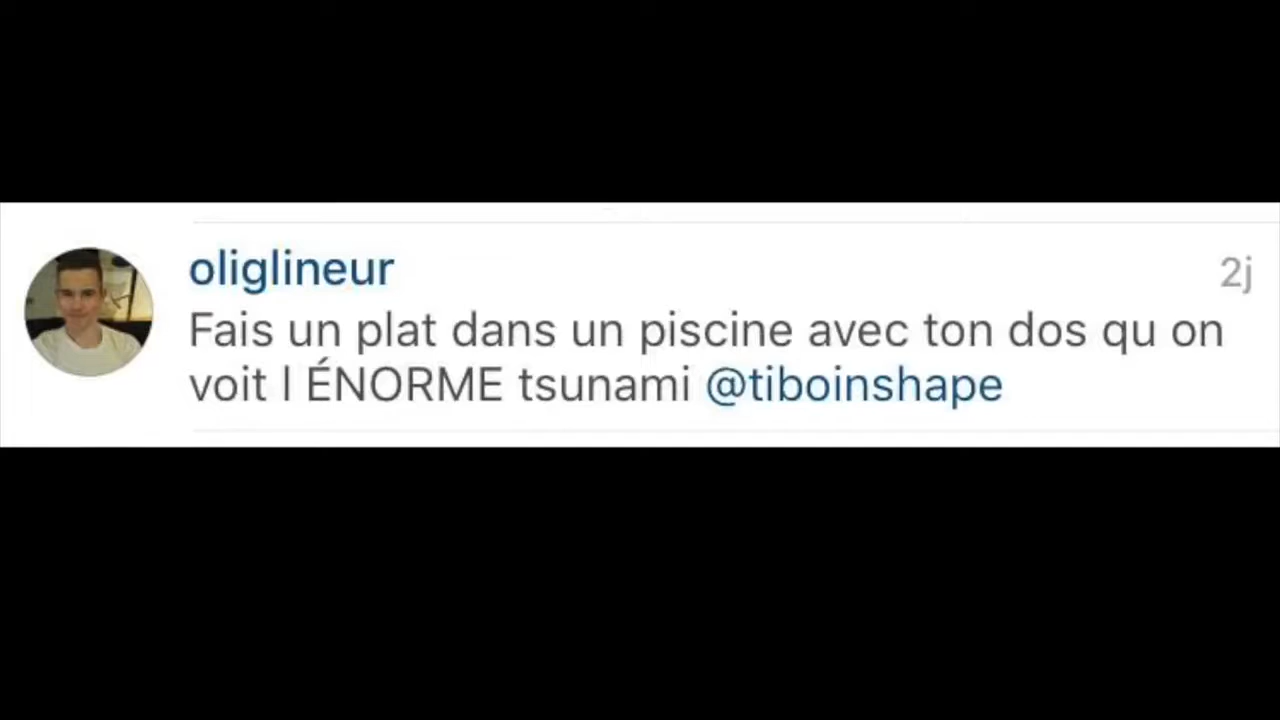 oliglineur
2j
Fais un plat dans un piscine avec ton dos qu on
voit l ÉNORME tsunami @tiboinshape